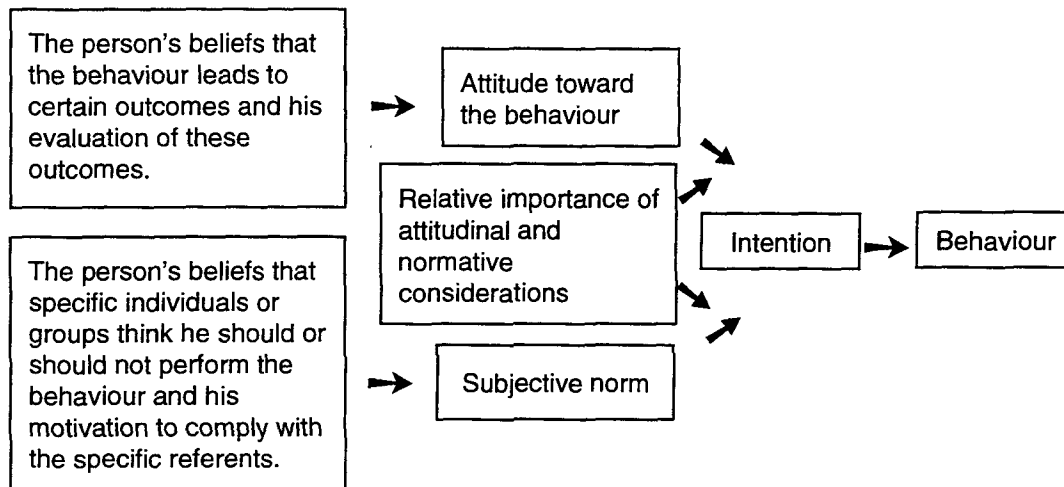 The person's beliefs that
the behaviour leads to
certain outcomes and his
evaluation of these
outcomes.
Attitude toward
the behaviour
Relative importance of
attitudinal and
normative
considerations
Intention
Behaviour
The person's beliefs that
specific individuals or
groups think he should or
should not perform the
behaviour and his
motivation to comply with
the specific referents.
Subjective norm